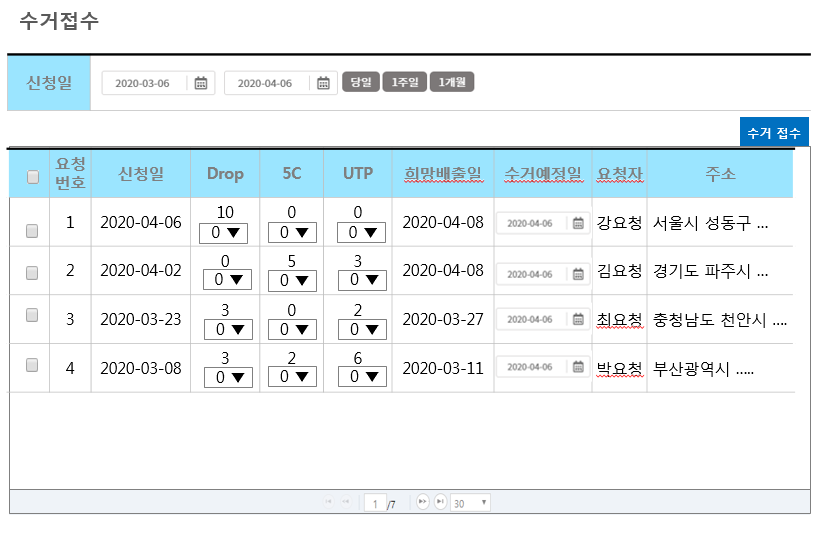 수거접수
신청일 2020-03-06 2020-04-06 당일 1주일 1개월
수거 접수
요청번호 신청일 Drop 5C UTP 희망배출일 수거예정일 요청자 주소
10 0 0
1 2020-04-06 0 ▼ 0 ▼ 0 ▼ 2020-04-08 2020-04-06 강요청 서울시 성동구 ...
0 5 3
2 2020-04-02 0 ▼ 0 ▼ 0 ▼ 2020-04-08 2020-04-06 김요청 경기도 파주시 ...
3 0 2
3 2020-03-23 0 ▼ 0 ▼ 0 ▼ 2020-03-27 2020-04-06 최요청 충청남도 천안시 ....
3 2 6
4 2020-03-08 0 ▼ 0 ▼ 0 ▼ 2020-03-11 2020-04-06 박요청 부산광역시 .....
1 /7 30